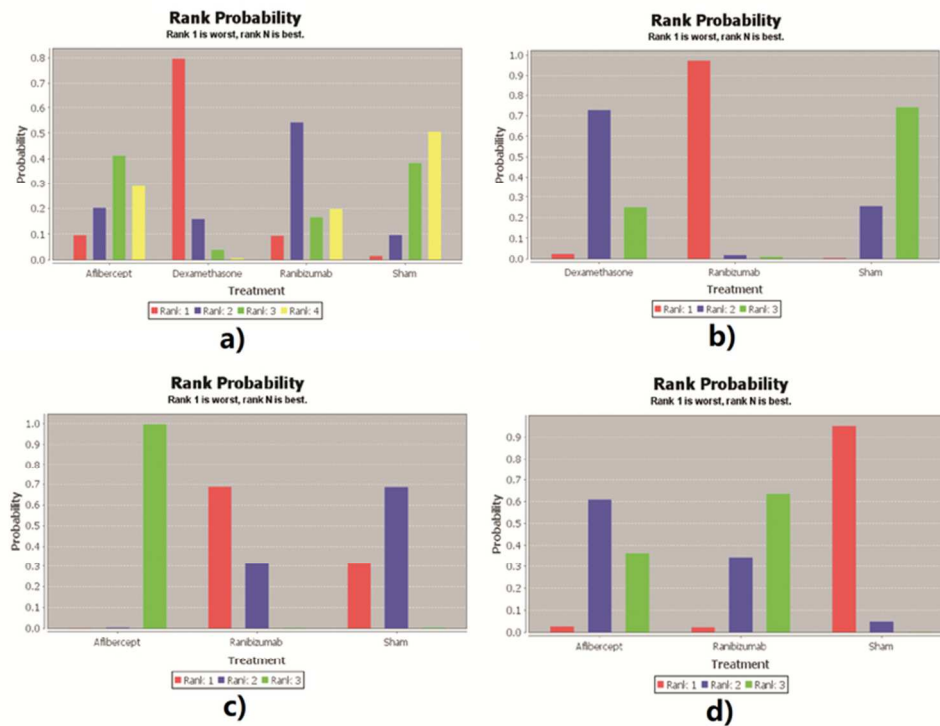 Rank Probability
Rank 1 is worst, rank N is best.
Probability
0.8
0.7
0.6
0.5
0.4
0.3
0.2
0.1
0.0
Aflibercept Dexamethasone Ranibizumab Sham
Treatment
Rank: 1 Rank: 2 Rank: 3 Rank: 4
a)
Rank Probability
Rank 1 is worst, rank N is best.
Probability
1.0
0.9
0.8
0.7
0.6
0.5
0.4
0.3
0.2
0.1
0.0
Dexamethasone Ranibizumab Sham
Treatment
Rank: 1 Rank: 2 Rank: 3
b)
Rank Probability
Rank 1 is worst, rank N is best.
Probability
1.0
0.9
0.8
0.7
0.6
0.5
0.4
0.3
0.2
0.1
0.0
Aflibercept Ranibizumab Sham
Treatment
Rank: 1 Rank: 2 Rank: 3
c)
Rank Probability
Rank 1 is worst, rank N is best.
Probability
0.9
0.8
0.7
0.6
0.5
0.4
0.3
0.2
0.1
0.0
Aflibercept Ranibizumab Sham
Treatment
Rank: 1 Rank: 2 Rank: 3
d)